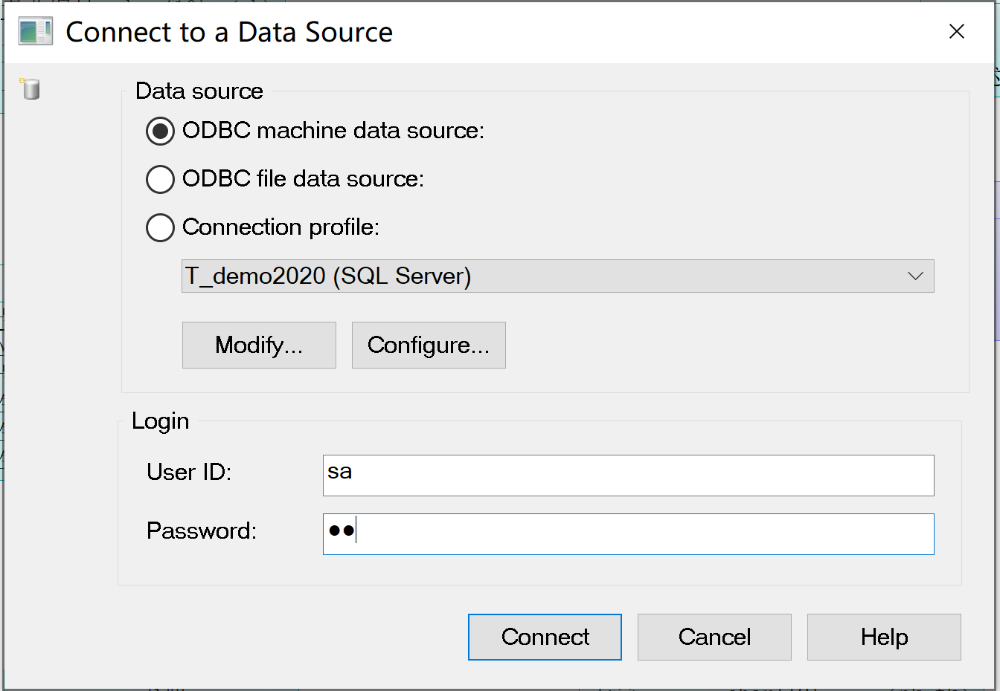 Connect to a Data Source
Data source
ODBC machine data source:
ODBC file data source:
Connection profile:
T_demo2020 (SQL Server)
Modify...
Configure...
Login
User ID:
sa
Password:
●●
Connect
Cancel
Help